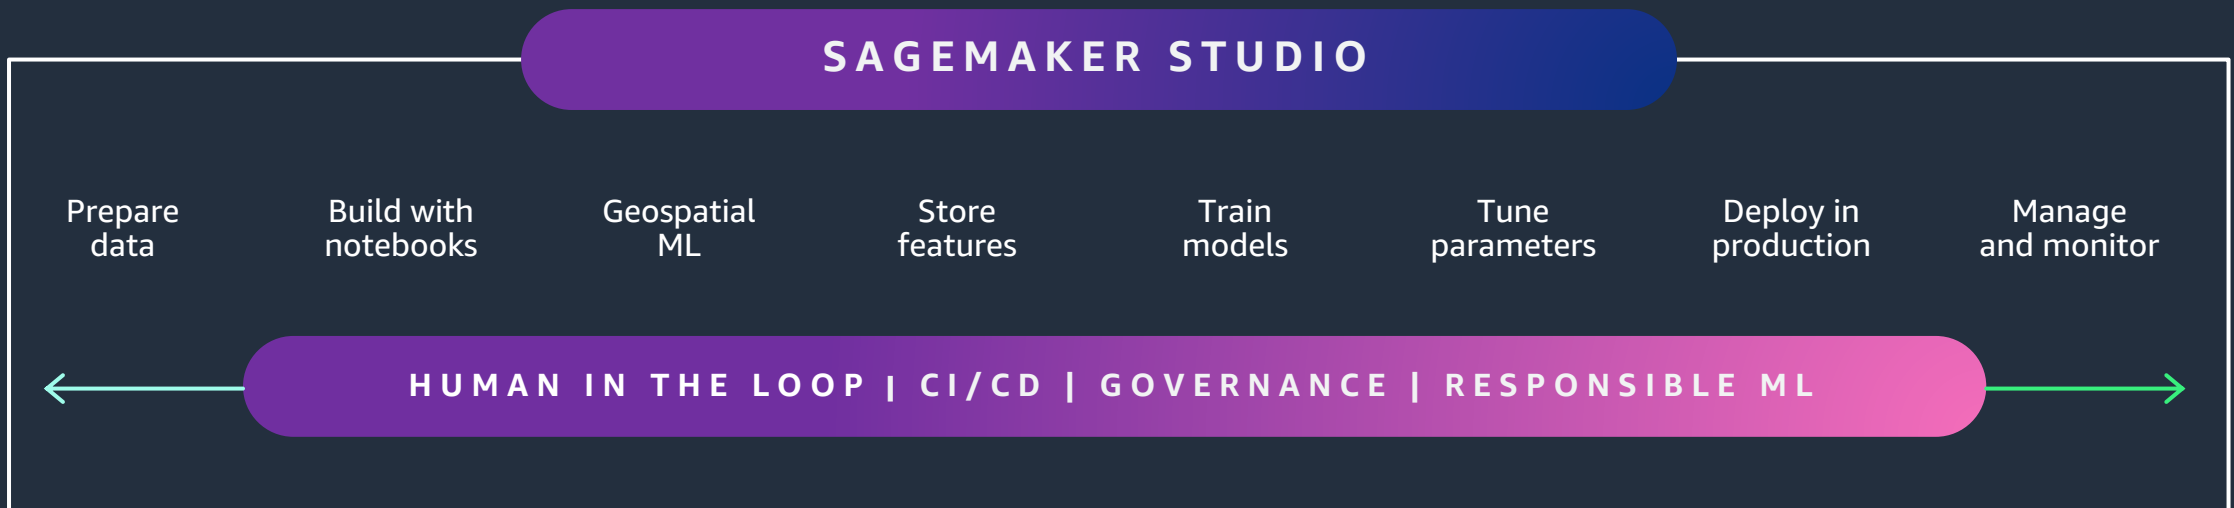 SAGEMAKER STUDIO
Prepare
data
Build with
notebooks
Geospatial
ML
Store
features
Train
models
Tune
parameters
Deploy in
production
Manage
and monitor
HUMAN IN THE LOOP | CI/CD | GOVERNANCE | RESPONSIBLE ML